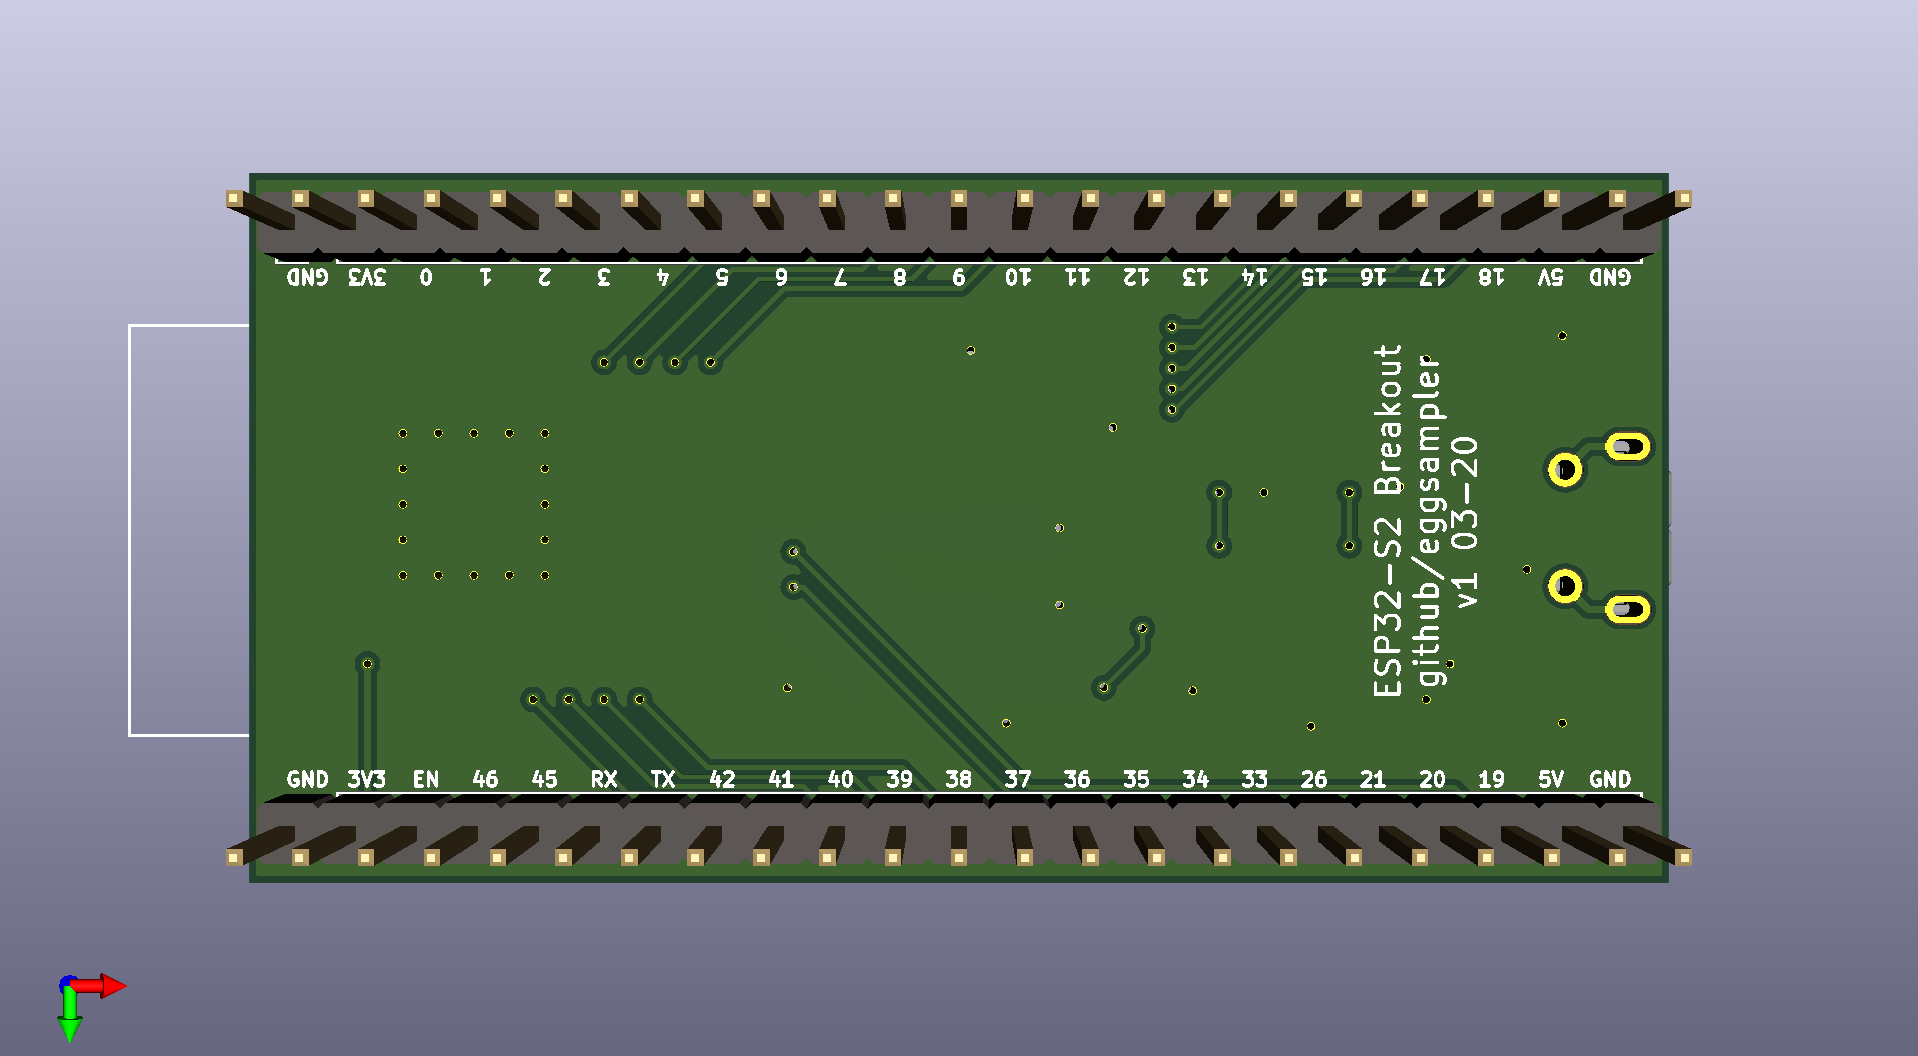 GND 3V3 0 1 2 3 4 5 6 7 8 9 10 11 12 13 14 15 16 17 18 5V GND
ESP32-S2 Breakout
github/eggsampler
v1 03-20
GND 3V3 EN 46 45 RX TX 42 41 40 39 38 37 36 35 34 33 26 21 20 19 5V GND